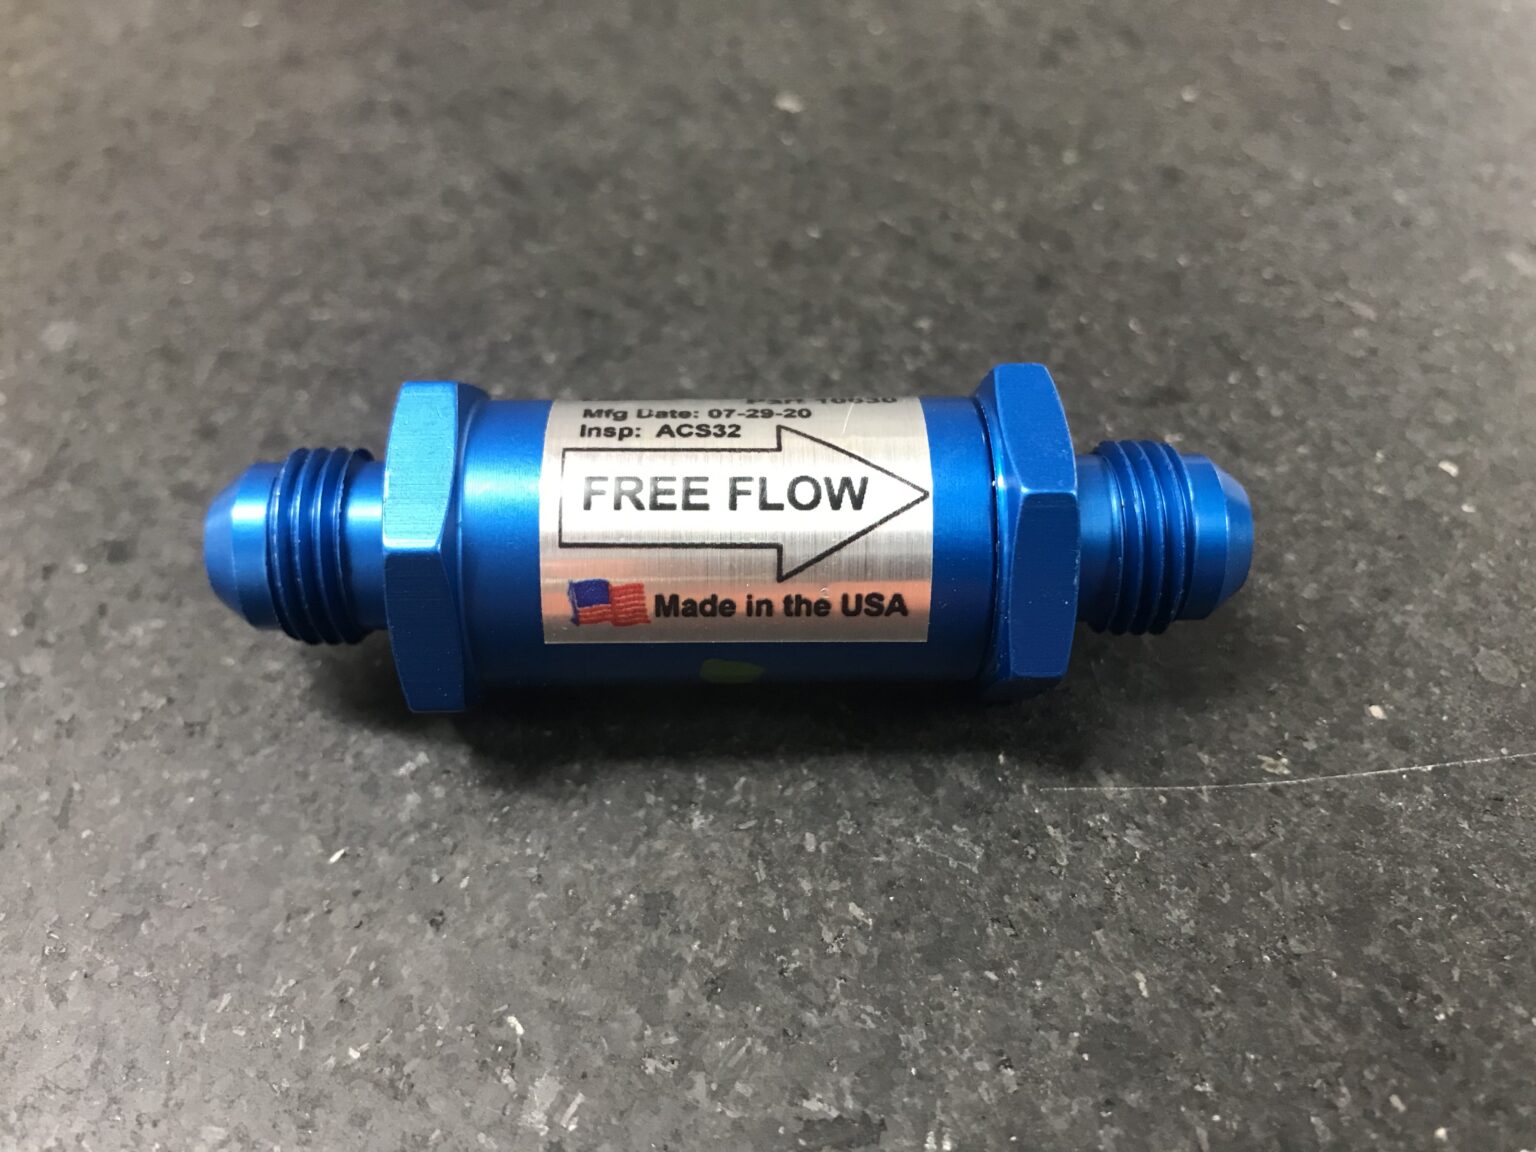 Mfg Date: 07-29-20
Insp: ACS32
FREE FLOW
Made in the USA